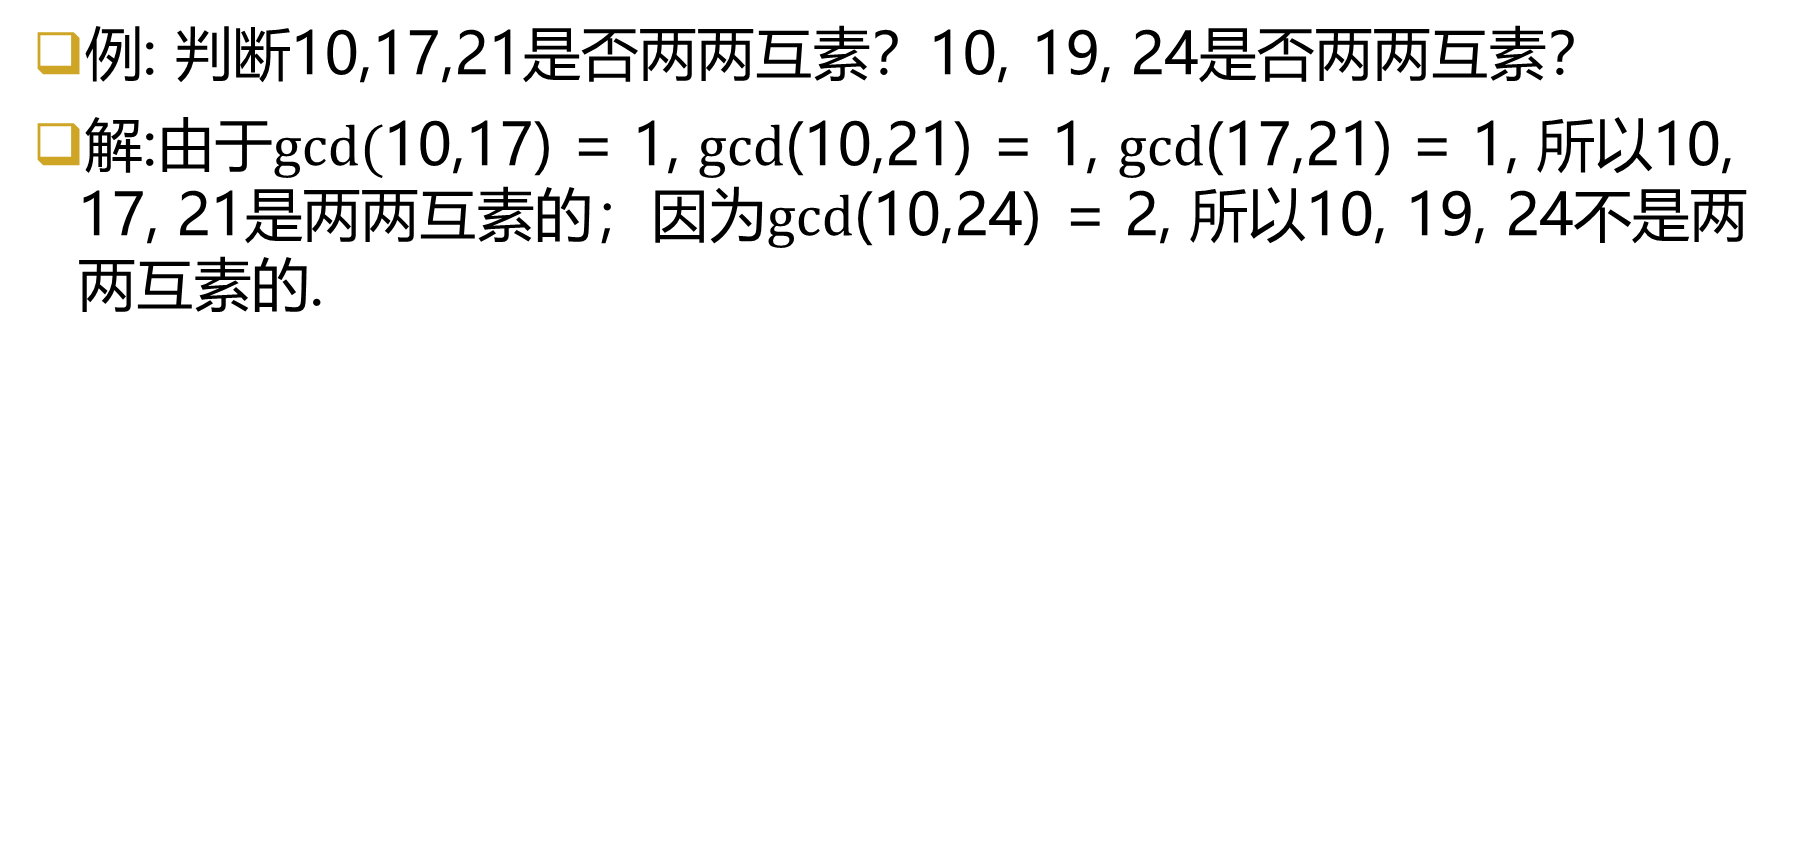 ❑例: 判断10,17,21是否两两互素？10, 19, 24是否两两互素？
❑解:由于gcd(10,17) = 1, gcd(10,21) = 1, gcd(17,21) = 1, 所以10,
17, 21是两两互素的；因为gcd(10,24) = 2, 所以10, 19, 24不是两
两互素的.